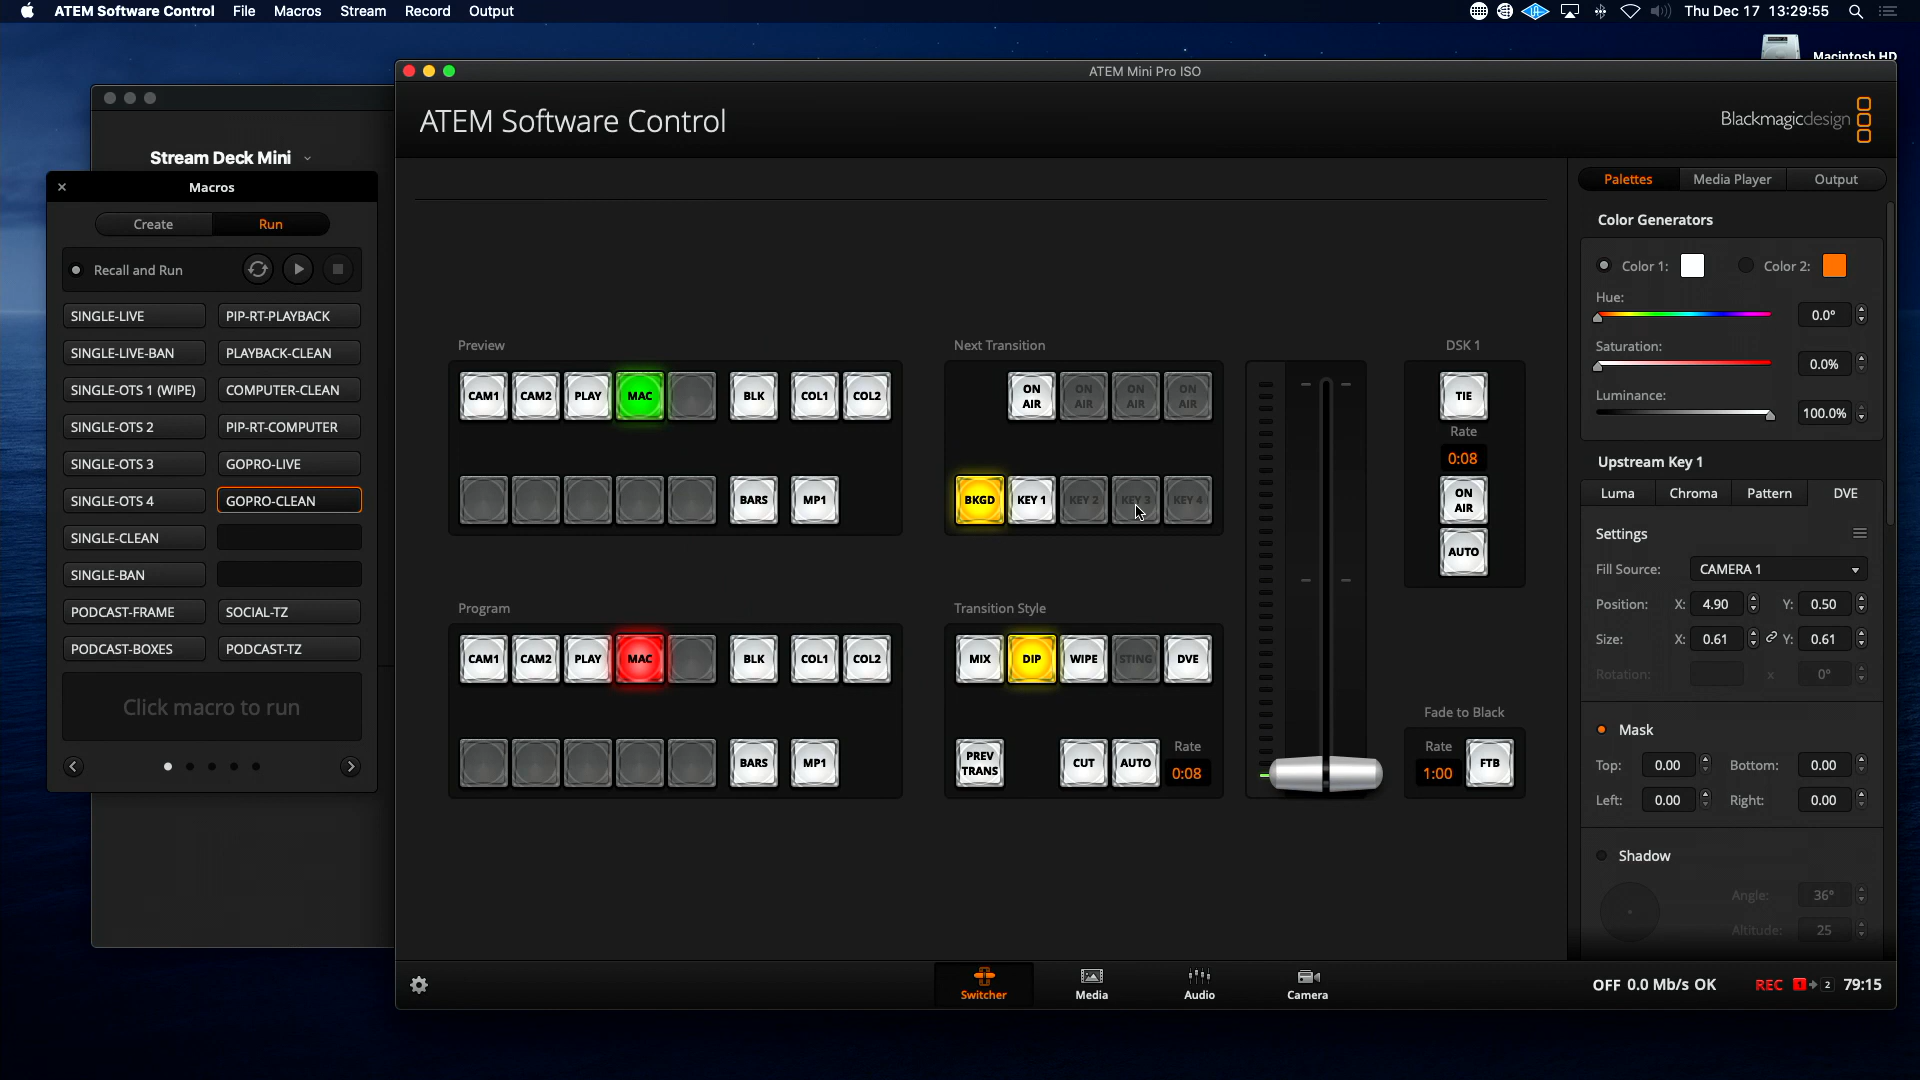 ATEM Software Control File Macros Stream Record Output
Thu Dec 17 13:29:55
Macintosh HD
ATEM Mini Pro ISO
ATEM Software Control
Blackmagicdesign
Stream Deck Mini
Macros
Create Run
Recall and Run
SINGLE-LIVE PIP-RT-PLAYBACK
SINGLE-LIVE-BAN PLAYBACK-CLEAN
SINGLE-OTS 1 (WIPE) COMPUTER-CLEAN
SINGLE-OTS 2 PIP-RT-COMPUTER
SINGLE-OTS 3 GOPRO-LIVE
SINGLE-OTS 4 GOPRO-CLEAN
SINGLE-CLEAN
SINGLE-BAN
PODCAST-FRAME SOCIAL-TZ
PODCAST-BOXES PODCAST-TZ
Click macro to run
Preview
CAM1 CAM2 PLAY MAC BLK COL1 COL2
BARS MP1
Program
CAM1 CAM2 PLAY MAC BLK COL1 COL2
BARS MP1
Next Transition
ON AIR ON AIR ON AIR ON AIR
BKGD KEY 1 KEY 2 KEY 3 KEY 4
Transition Style
MIX DIP WIPE STING DVE
PREV TRANS CUT AUTO Rate 0:08
DSK 1
TIE
Rate
0:08
ON AIR
AUTO
Fade to Black
Rate
1:00 FTB
Palettes Media Player Output
Color Generators
Color 1: Color 2:
Hue:
0.0°
Saturation:
0.0%
Luminance:
100.0%
Upstream Key 1
Luma Chroma Pattern DVE
Settings
Fill Source: CAMERA 1
Position: X: 4.90 Y: 0.50
Size: X: 0.61 Y: 0.61
Rotation: x 0°
Mask
Top: 0.00 Bottom: 0.00
Left: 0.00 Right: 0.00
Shadow
Angle: 36°
Altitude: 25
Switcher Media Audio Camera
OFF 0.0 Mb/s OK REC 1 2 79:15